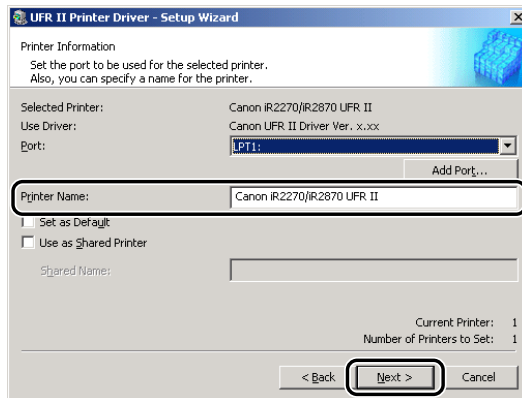 UFR II Printer Driver - Setup Wizard
Printer Information
Set the port to be used for the selected printer.
Also, you can specify a name for the printer.
Selected Printer: Canon iR2270/iR2870 UFR II
Use Driver: Canon UFR II Driver Ver. x.xx
Port: LPT1:
Add Port...
Printer Name: Canon iR2270/iR2870 UFR II
Set as Default
Use as Shared Printer
Shared Name:
Current Printer: 1
Number of Printers to Set: 1
< Back Next > Cancel